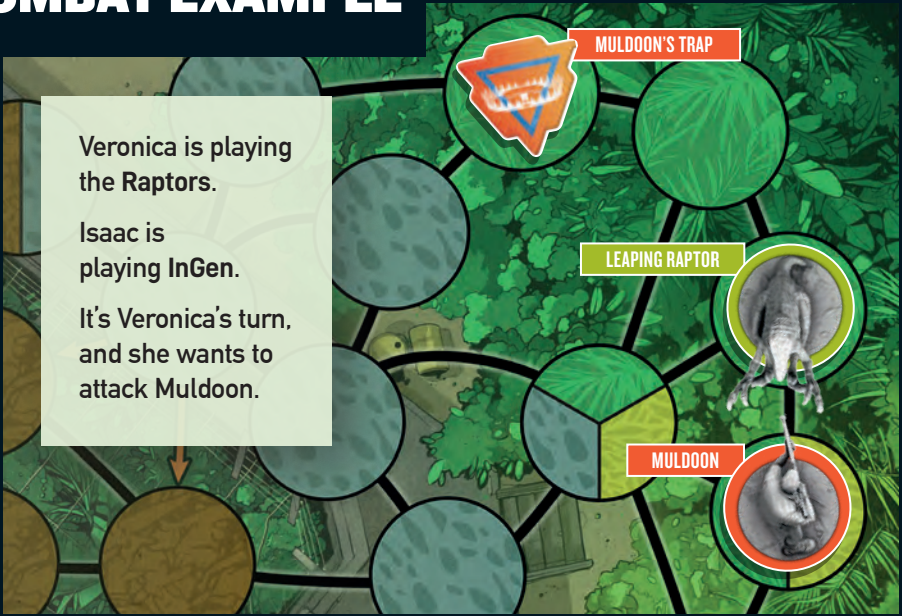 COMBAT EXAMPLE
MULDOON'S TRAP
Veronica is playing
the Raptors.
Isaac is
playing InGen.
It's Veronica's turn,
and she wants to
attack Muldoon.
LEAPING RAPTOR
MULDOON